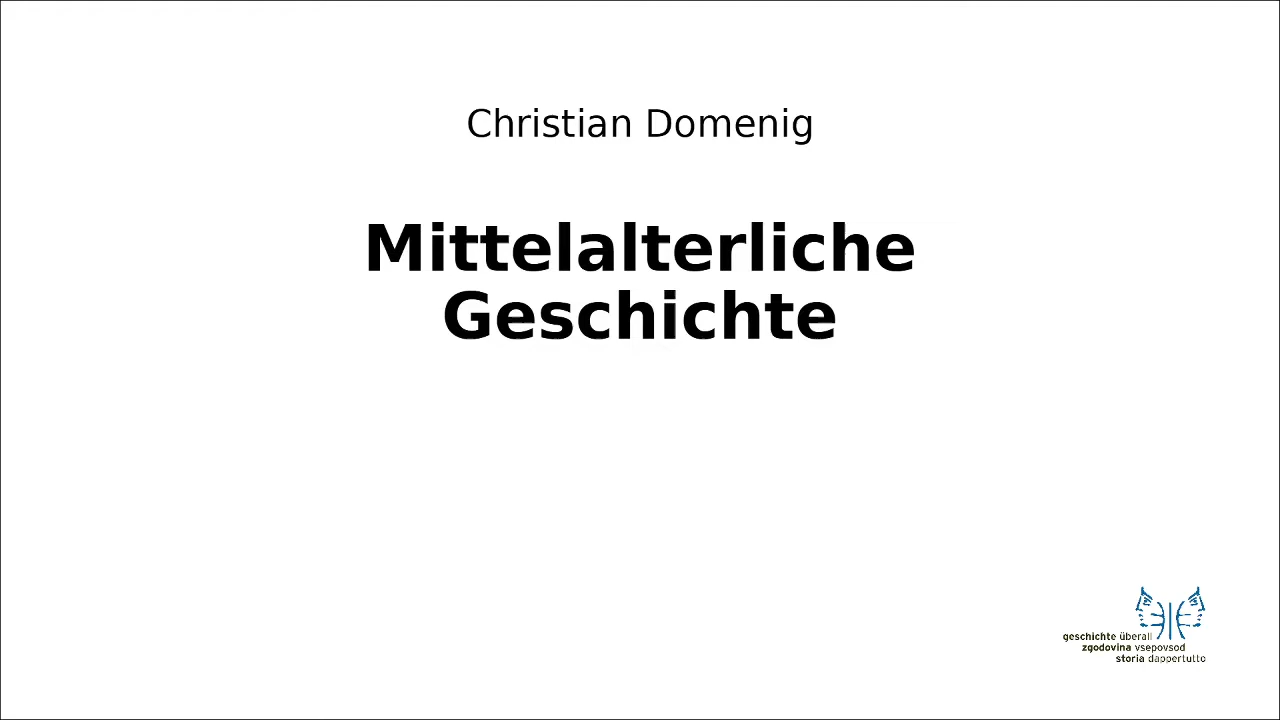 Christian Domenig
Mittelalterliche
Geschichte
geschichte überall
zgodovina vsepovsod
storia dappertutto